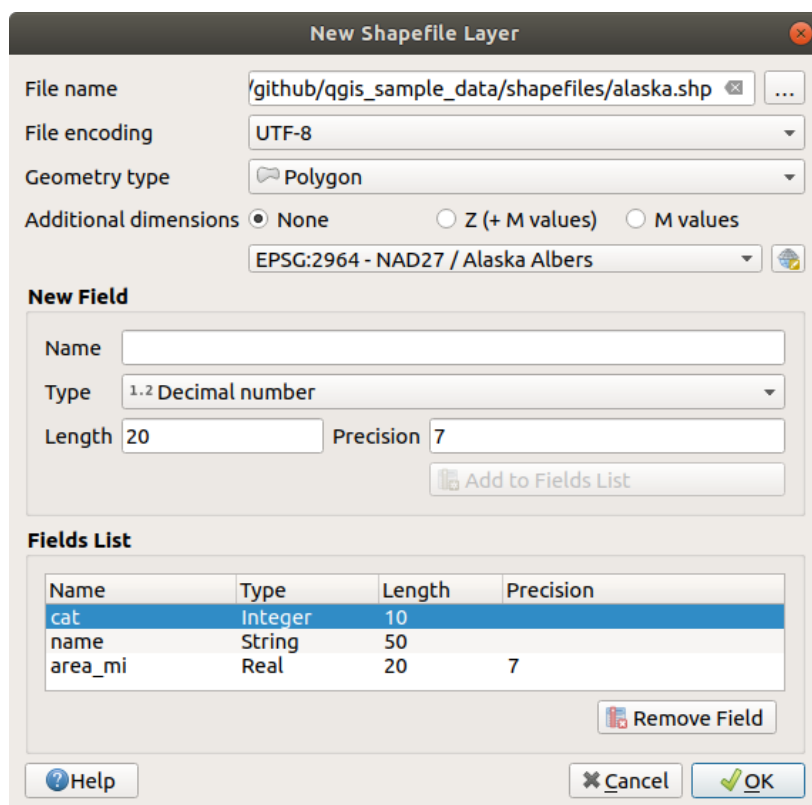 New Shapefile Layer
File name /github/qgis_sample_data/shapefiles/alaska.shp ...
File encoding UTF-8
Geometry type Polygon
Additional dimensions None Z (+ M values) M values
EPSG:2964 - NAD27 / Alaska Albers
New Field
Name
Type 1.2 Decimal number
Length 20 Precision 7
Add to Fields List
Fields List
Name Type Length Precision
cat Integer 10
name String 50
area_mi Real 20 7
Remove Field
Help Cancel OK